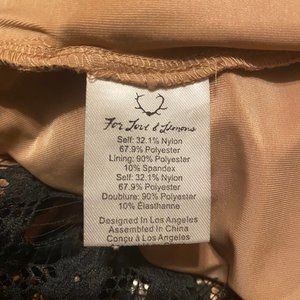 For Love & Lemons
Self: 32.1% Nylon
67.9% Polyester
Lining: 90% Polyester
10% Spandex
Self: 32.1% Nylon
67.9% Polyester
Doublure: 90% Polyester
10% Élasthanne
Designed In Los Angeles
Assembled In China
Conçu à Los Angeles